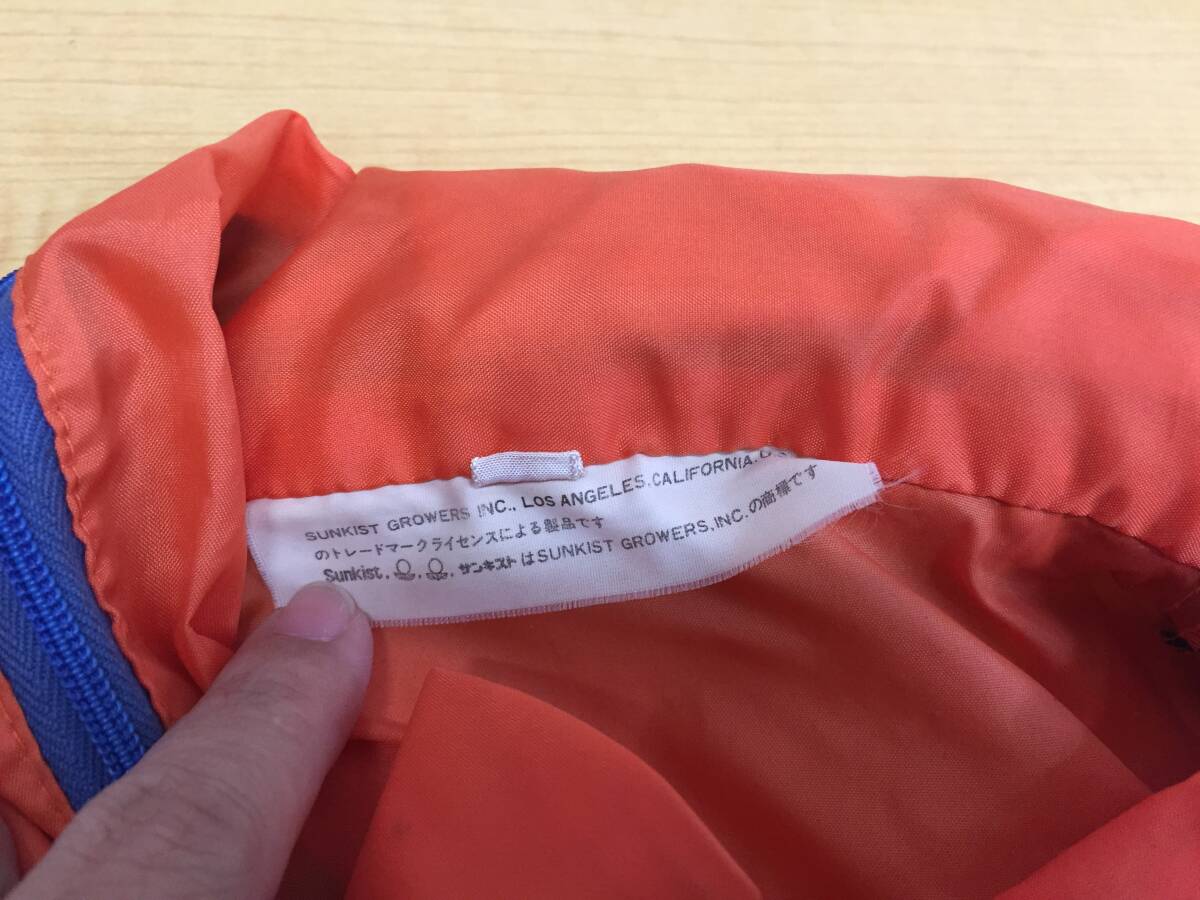 SUNKIST GROWERS, INC., LOS ANGELES, CALIFORNIA,
のトレードマークライセンスによる製品です
Sunkist, サンキストはSUNKIST GROWERS, INC.の商標です